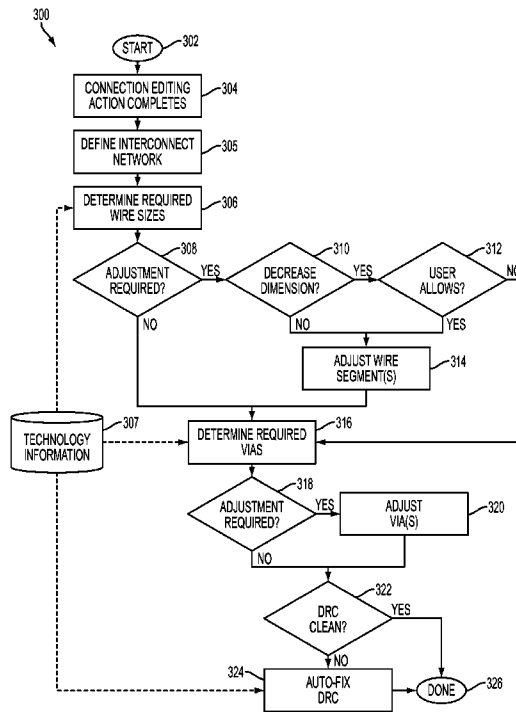 300
START
302
CONNECTION EDITING
ACTION COMPLETES
304
DEFINE INTERCONNECT
NETWORK
305
DETERMINE REQUIRED
WIRE SIZES
306
308
ADJUSTMENT
REQUIRED?
YES
NO
310
DECREASE
DIMENSION?
YES
NO
312
USER
ALLOWS?
NO
YES
ADJUST WIRE
SEGMENT(S)
314
307
TECHNOLOGY
INFORMATION
DETERMINE REQUIRED
VIAS
316
318
ADJUSTMENT
REQUIRED?
YES
NO
ADJUST
VIA(S)
320
322
DRC
CLEAN?
YES
NO
324
AUTO-FIX
DRC
DONE
326